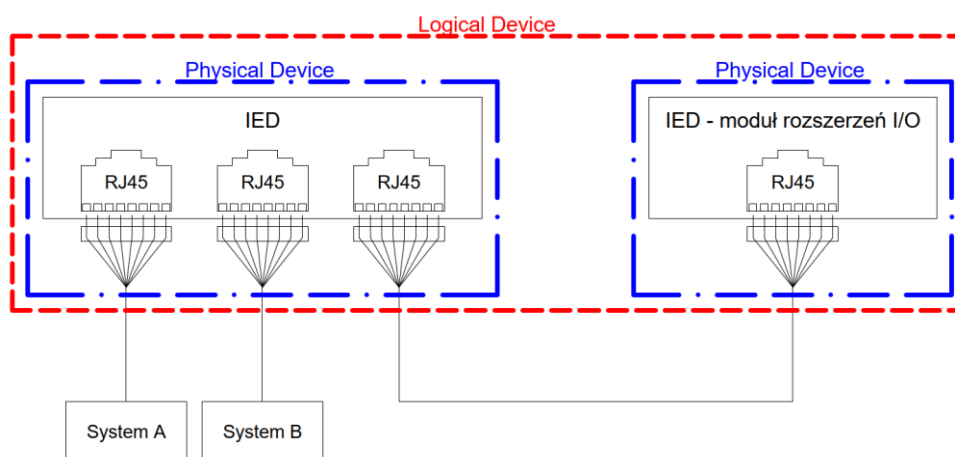 Logical Device
Physical Device
Physical Device
IED
IED - moduł rozszerzeń I/O
RJ45
RJ45
RJ45
RJ45
System A
System B